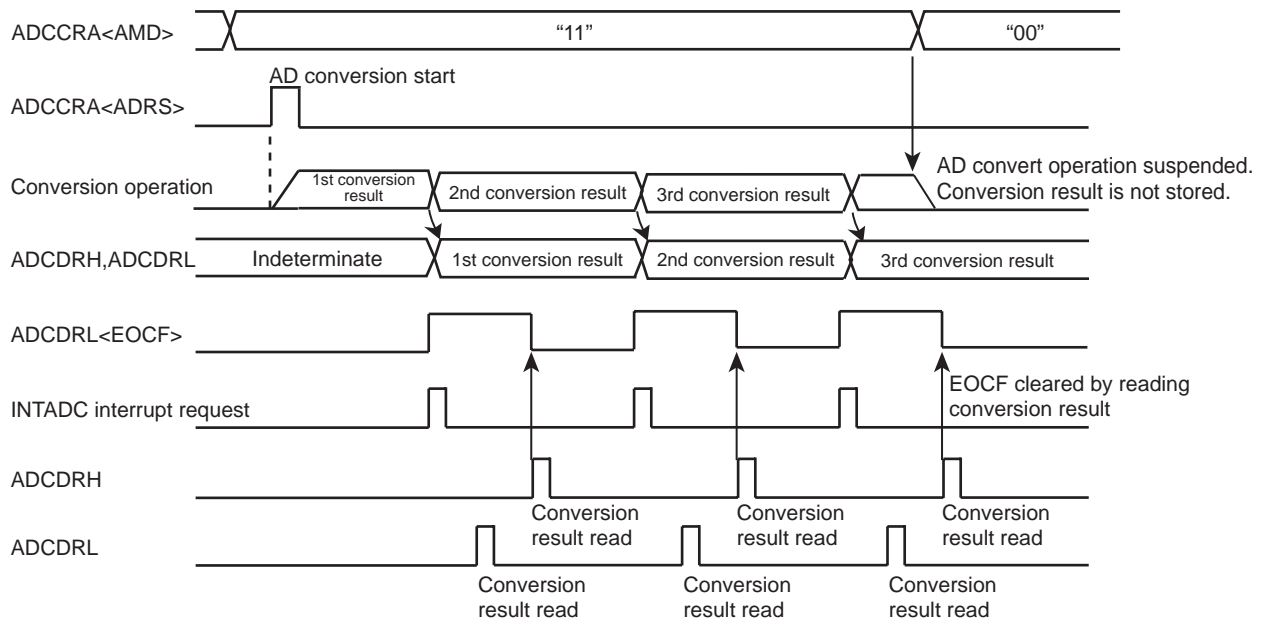 ADCCRA<AMD>
“11”
“00”
AD conversion start
ADCCRA<ADRS>
AD convert operation suspended.
Conversion result is not stored.
Conversion operation
1st conversion
result
2nd conversion result
3rd conversion result
ADCDRH,ADCDRL
Indeterminate
1st conversion result
2nd conversion result
3rd conversion result
ADCDRL<EOCF>
EOCF cleared by reading
conversion result
INTADC interrupt request
ADCDRH
Conversion
result read
Conversion
result read
Conversion
result read
ADCDRL
Conversion
result read
Conversion
result read
Conversion
result read